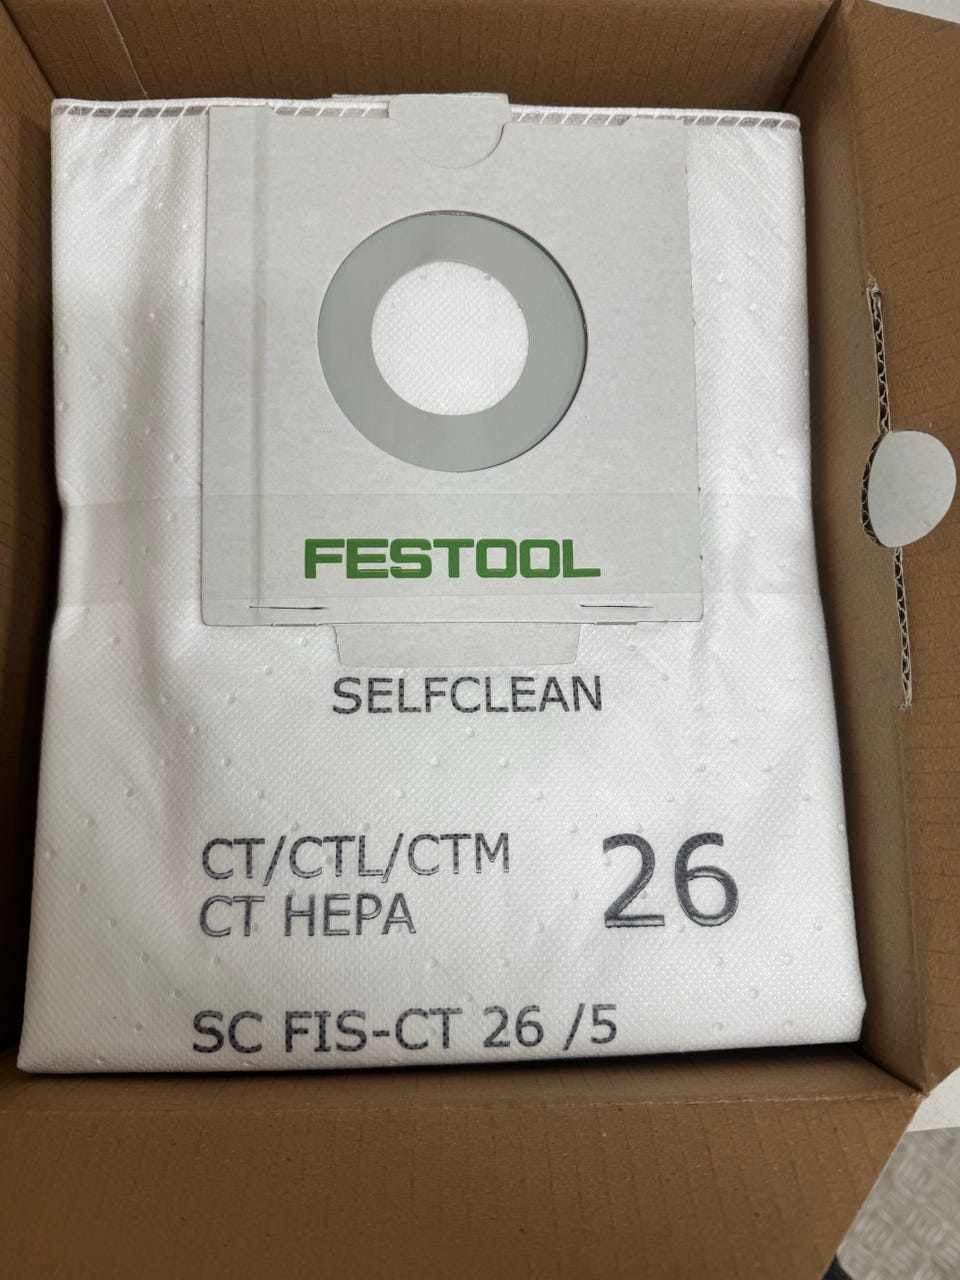 FESTOOL
SELFCLEAN
CT/CTL/CTM
CT HEPA
26
SC FIS-CT 26 /5